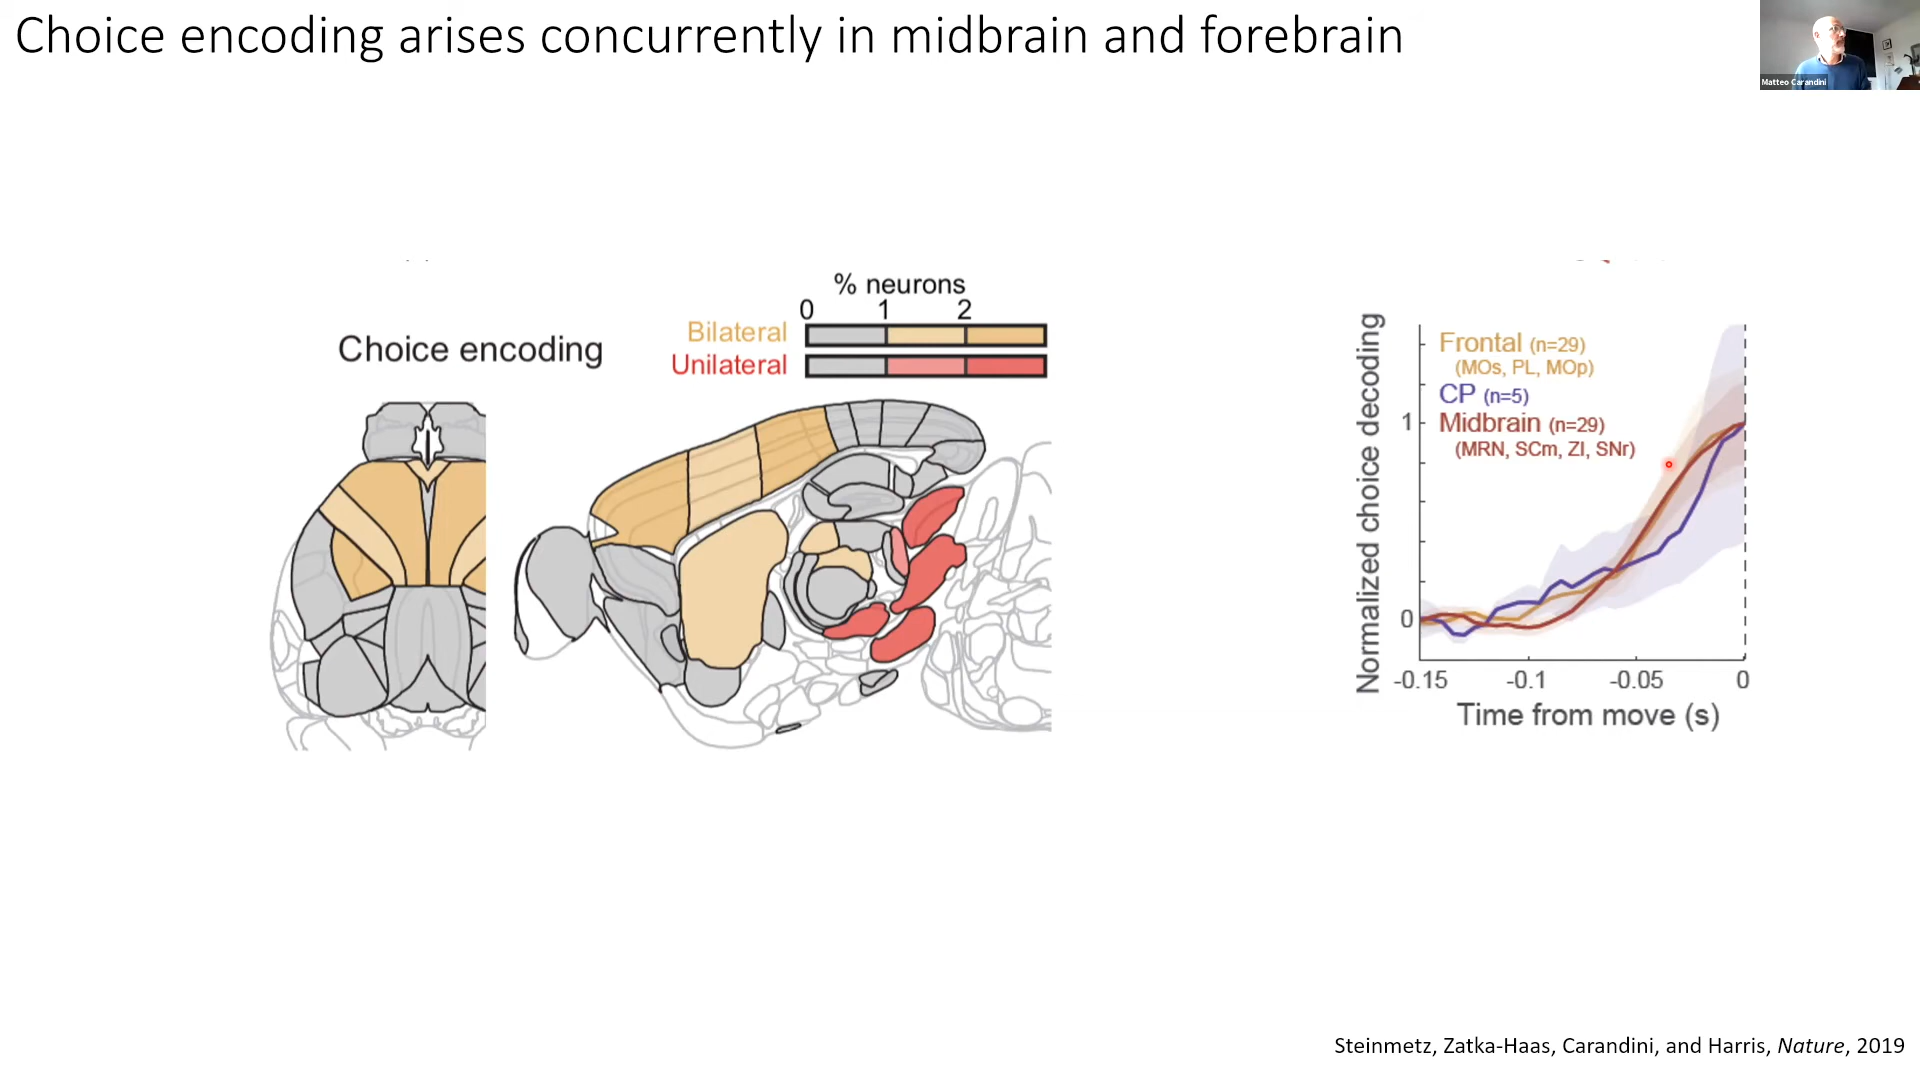 Choice encoding arises concurrently in midbrain and forebrain
Matteo Carandini
% neurons
0 1 2
Bilateral
Unilateral
Choice encoding
Normalized choice decoding
Frontal (n=29)
(MOs, PL, MOp)
CP (n=5)
Midbrain (n=29)
(MRN, SCm, ZI, SNr)
1
0
-0.15 -0.1 -0.05 0
Time from move (s)
Steinmetz, Zatka-Haas, Carandini, and Harris, Nature, 2019